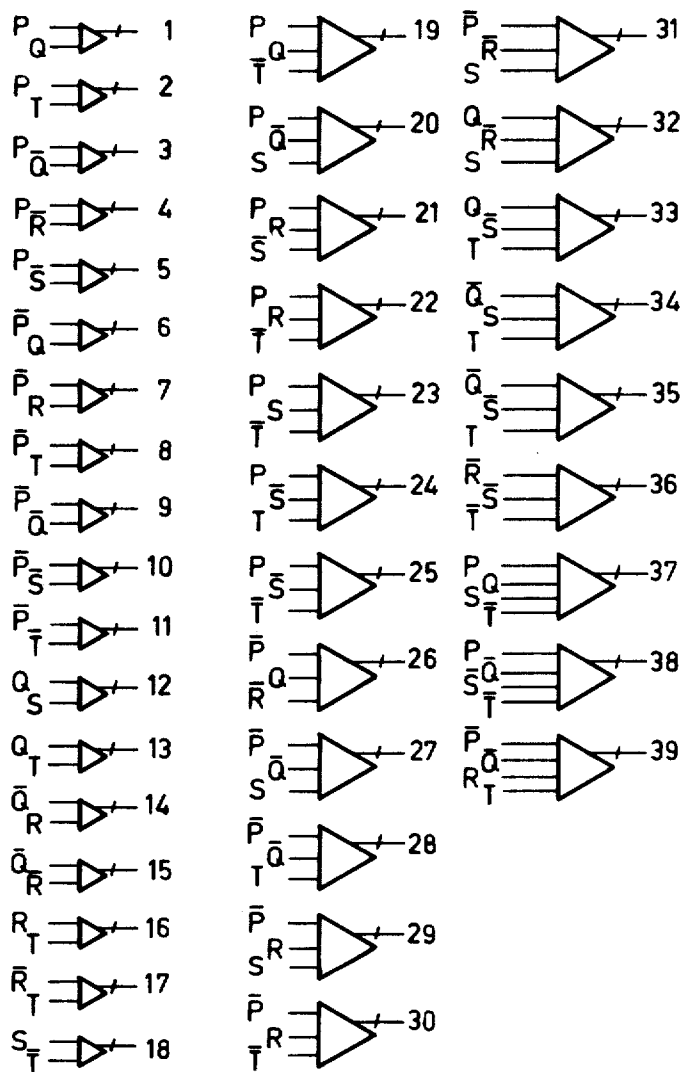 P Q 1
P T 2
P Q̄ 3
P R̄ 4
P S̄ 5
P̄ Q 6
P̄ R 7
P̄ T 8
P̄ Q̄ 9
P̄ S̄ 10
P̄ T̄ 11
Q S 12
Q T 13
Q̄ R 14
Q̄ R̄ 15
R T 16
R̄ T 17
S T̄ 18
P Q T̄ 19
P Q̄ S 20
P R S̄ 21
P R T̄ 22
P S T̄ 23
P S̄ T 24
P S̄ T̄ 25
P̄ Q R̄ 26
P̄ Q̄ S 27
P̄ Q̄ T 28
P̄ R S 29
P̄ R T̄ 30
P̄ R̄ S 31
Q R̄ S 32
Q S̄ T 33
Q̄ S T 34
Q̄ S̄ T 35
R̄ S̄ T̄ 36
P Q S T̄ 37
P Q̄ S̄ T̄ 38
P̄ Q̄ R T 39